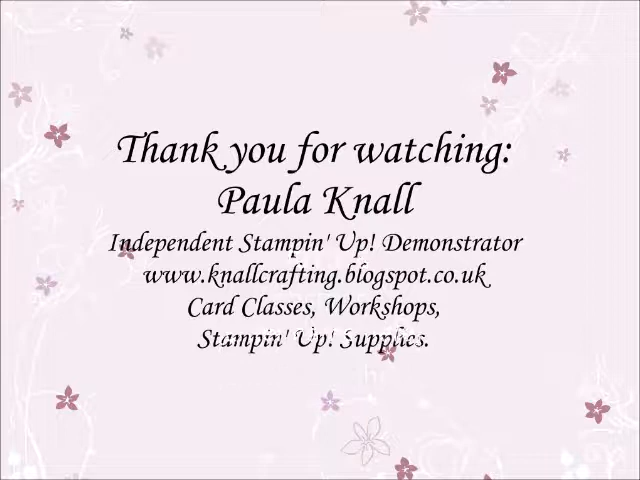 Thank you for watching:
Paula Knall
Independent Stampin' Up! Demonstrator
www.knallcrafting.blogspot.co.uk
Card Classes, Workshops,
Stampin' Up! Supplies.